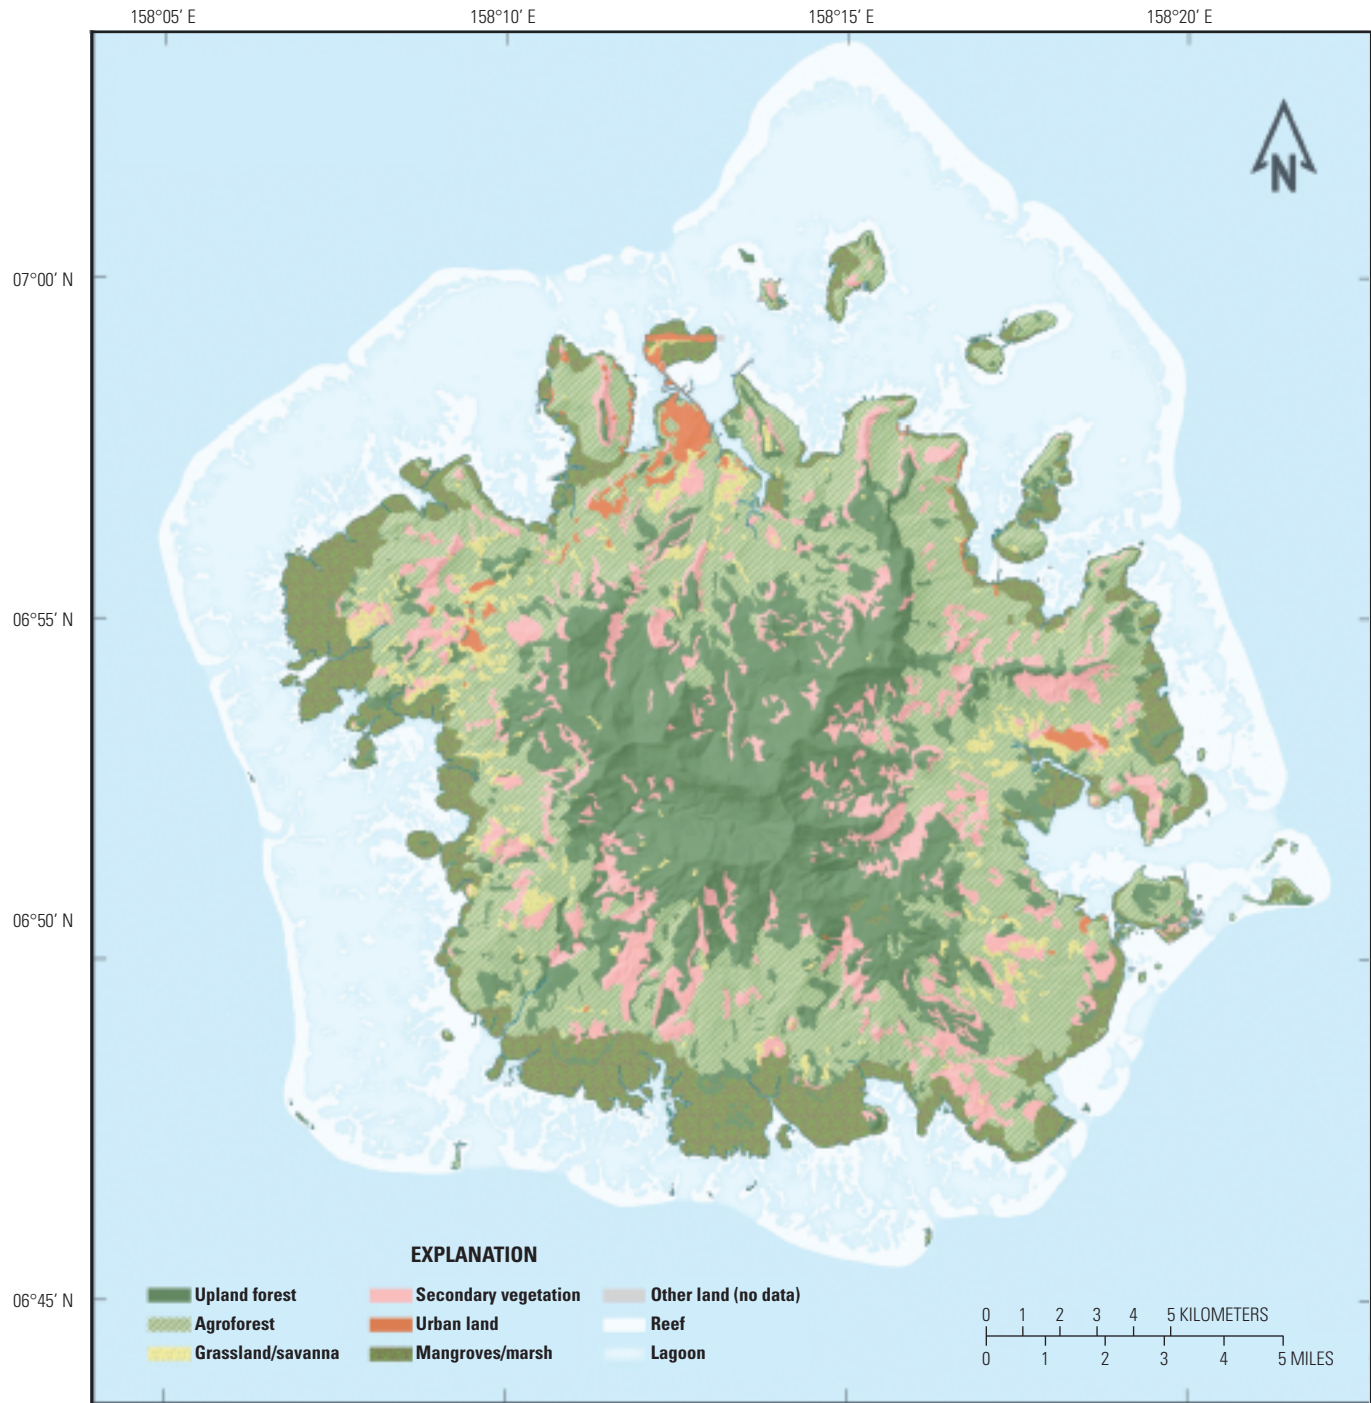 158°05′ E 158°10′ E 158°15′ E 158°20′ E
N
07°00′ N
06°55′ N
06°50′ N
06°45′ N
EXPLANATION
Upland forest
Agroforest
Grassland/savanna
Secondary vegetation
Urban land
Mangroves/marsh
Other land (no data)
Reef
Lagoon
0 1 2 3 4 5 KILOMETERS
0 1 2 3 4 5 MILES